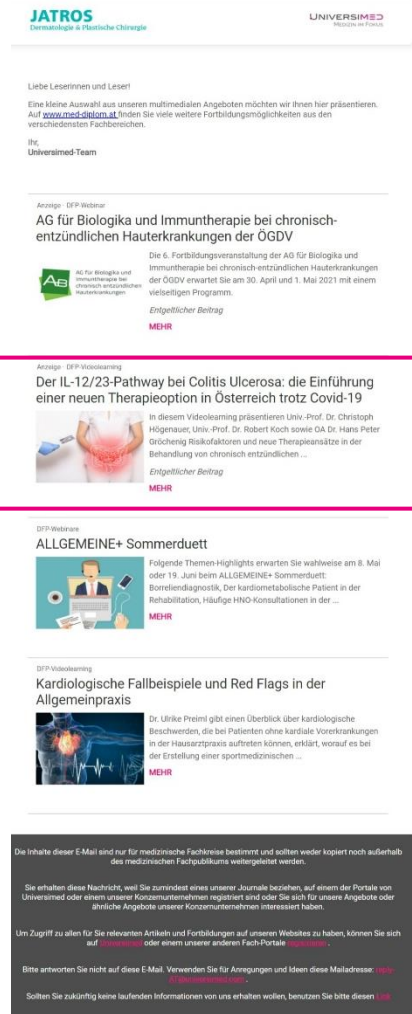 JATROS
Dermatologie & Plastische Chirurgie
UNIVERSIMED
MEDIZIN IM FOKUS
Liebe Leserinnen und Leser!
Eine kleine Auswahl aus unseren multimedialen Angeboten möchten wir Ihnen hier präsentieren.
Auf www.med-diplom.at finden Sie viele weitere Fortbildungsmöglichkeiten aus den
verschiedensten Fachbereichen.
Ihr,
Universimed-Team
Anzeige · DFP-Webinar
AG für Biologika und Immuntherapie bei chronisch-
entzündlichen Hauterkrankungen der ÖGDV
AB
AG für Biologika und
Immuntherapie bei
chronisch entzündlichen
Hauterkrankungen
Die 6. Fortbildungsveranstaltung der AG für Biologika und
Immuntherapie bei chronisch-entzündlichen Hauterkrankungen
der ÖGDV erwartet Sie am 30. April und 1. Mai 2021 mit einem
vielseitigen Programm.
Entgeltlicher Beitrag
MEHR
Anzeige · DFP-Videolearning
Der IL-12/23-Pathway bei Colitis Ulcerosa: die Einführung
einer neuen Therapieoption in Österreich trotz Covid-19
In diesem Videolearning präsentieren Univ.-Prof. Dr. Christoph
Högenauer, Univ.-Prof. Dr. Robert Koch sowie OA Dr. Hans Peter
Gröchenig Risikofaktoren und neue Therapieansätze in der
Behandlung von chronisch entzündlichen ...
Entgeltlicher Beitrag
MEHR
DFP-Webinare
ALLGEMEINE+ Sommerduett
Folgende Themen-Highlights erwarten Sie wahlweise am 8. Mai
oder 19. Juni beim ALLGEMEINE+ Sommerduett:
Borreliendiagnostik, Der kardiometabolische Patient in der
Rehabilitation, Häufige HNO-Konsultationen in der ...
MEHR
DFP-Videolearning
Kardiologische Fallbeispiele und Red Flags in der
Allgemeinpraxis
Dr. Ulrike Preiml gibt einen Überblick über kardiologische
Beschwerden, die bei Patienten ohne kardiale Vorerkrankungen
in der Hausarztpraxis auftreten können, erklärt, worauf es bei
der Erstellung einer sportmedizinischen ...
MEHR
Die Inhalte dieser E-Mail sind nur für medizinische Fachkreise bestimmt und sollten weder kopiert noch außerhalb
des medizinischen Fachpublikums weitergeleitet werden.
Sie erhalten diese Nachricht, weil Sie zumindest eines unserer Journale beziehen, auf einem der Portale von
Universimed oder einem unserer Konzernunternehmen registriert sind oder Sie sich für unsere Angebote oder
ähnliche Angebote unserer Konzernunternehmen interessiert haben.
Um Zugriff zu allen für Sie relevanten Artikeln und Fortbildungen auf unseren Websites zu haben, können Sie sich
auf Universimed oder einem unserer anderen Fach-Portale registrieren .
Bitte antworten Sie nicht auf diese E-Mail. Verwenden Sie für Anregungen und Ideen diese Mailadresse:
Sollten Sie zukünftig keine laufenden Informationen von uns erhalten wollen, benutzen Sie bitte diesen Link